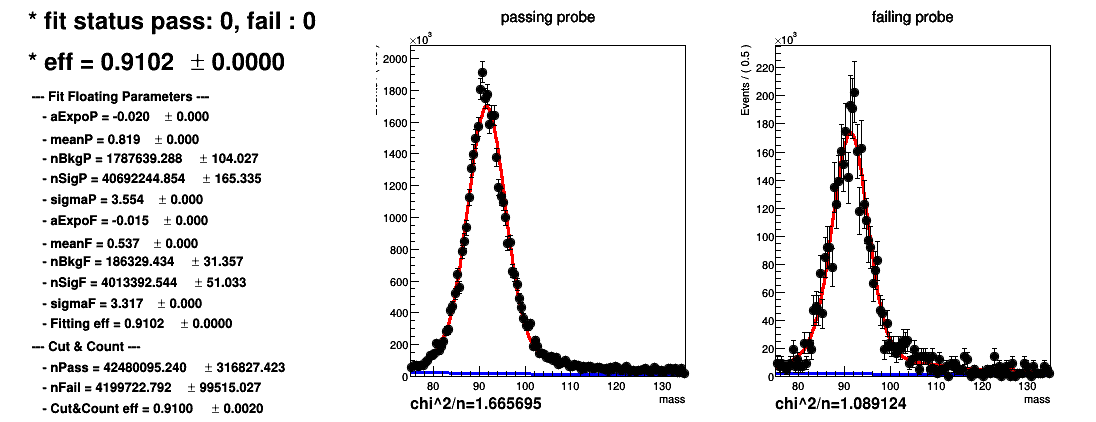 * fit status pass: 0, fail : 0
* eff = 0.9102 ± 0.0000
--- Fit Floating Parameters ---
- aExpoP = -0.020 ± 0.000
- meanP = 0.819 ± 0.000
- nBkgP = 1787639.288 ± 104.027
- nSigP = 40692244.854 ± 165.335
- sigmaP = 3.554 ± 0.000
- aExpoF = -0.015 ± 0.000
- meanF = 0.537 ± 0.000
- nBkgF = 186329.434 ± 31.357
- nSigF = 4013392.544 ± 51.033
- sigmaF = 3.317 ± 0.000
- Fitting eff = 0.9102 ± 0.0000
--- Cut & Count ---
- nPass = 42480095.240 ± 316827.423
- nFail = 4199722.792 ± 99515.027
- Cut&Count eff = 0.9100 ± 0.0020
passing probe
×10³
2000
1800
1600
1400
1200
1000
800
600
400
200
0
80 90 100 110 120 130
mass
chi^2/n=1.665695
failing probe
×10³
Events / ( 0.5 )
220
200
180
160
140
120
100
80
60
40
20
0
80 90 100 110 120 130
mass
chi^2/n=1.089124